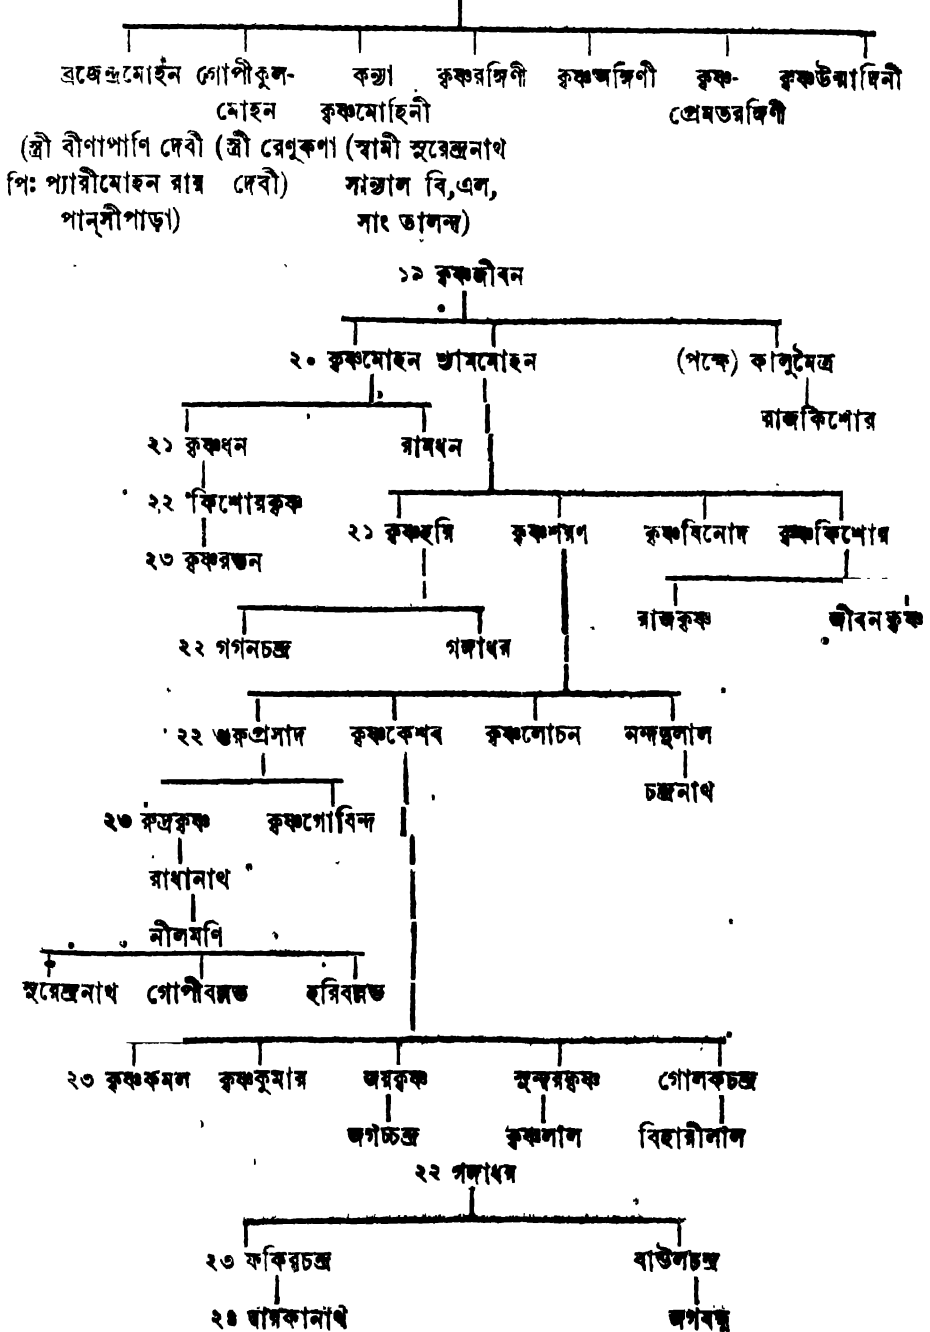 ব্রজেন্দ্রমোহন গোপীকুল- কন্যা কৃষ্ণরঙ্গিণী কৃষ্ণঅঙ্গিণী কৃষ্ণ- কৃষ্ণউন্মাদিনী
মোহন কৃষ্ণমোহিনী প্রেমতরঙ্গিণী
(স্ত্রী বীণাপাণি দেবী (স্ত্রী রেণুকণা (স্বামী সুরেন্দ্রনাথ
পিঃ প্যারীমোহন রায় দেবী) সান্যাল বি,এল,
পান্‌সীপাড়া) সাং তালন্দ)
১৯ কৃষ্ণজীবন
২০ কৃষ্ণমোহন শ্যামমোহন (পক্ষে) কালুমৈত্র
রাজকিশোর
২১ কৃষ্ণধন রামধন
২২ কিশোরকৃষ্ণ
২১ কৃষ্ণহরি কৃষ্ণশরণ কৃষ্ণবিনোদ কৃষ্ণকিশোর
২৩ কৃষ্ণরতন
রাজকৃষ্ণ জীবনকৃষ্ণ
২২ গগনচন্দ্র গঙ্গাধর
২২ গুরুপ্রসাদ কৃষ্ণকেশব কৃষ্ণলোচন নন্দদুলাল
চন্দ্রনাথ
২৩ রুদ্রকৃষ্ণ কৃষ্ণগোবিন্দ
রাধানাথ
নীলমণি
সুরেন্দ্রনাথ গোপীবল্লভ হরিবল্লভ
২৩ কৃষ্ণকমল কৃষ্ণকুমার জয়কৃষ্ণ সুন্দরকৃষ্ণ গোলকচন্দ্র
জগচ্চন্দ্র কৃষ্ণলাল বিহারীলাল
২২ গঙ্গাধর
২৩ ফকিরচন্দ্র বাউলচন্দ্র
২৪ দ্বারকানাথ জগবন্ধু